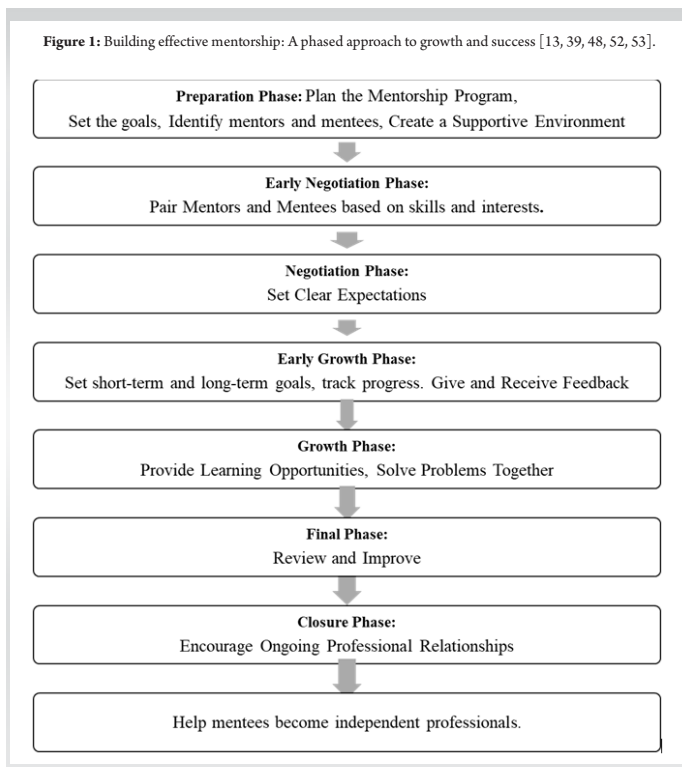 Figure 1: Building effective mentorship: A phased approach to growth and success [13, 39, 48, 52, 53].
Preparation Phase: Plan the Mentorship Program,
Set the goals, Identify mentors and mentees, Create a Supportive Environment
Early Negotiation Phase:
Pair Mentors and Mentees based on skills and interests.
Negotiation Phase:
Set Clear Expectations
Early Growth Phase:
Set short-term and long-term goals, track progress. Give and Receive Feedback
Growth Phase:
Provide Learning Opportunities, Solve Problems Together
Final Phase:
Review and Improve
Closure Phase:
Encourage Ongoing Professional Relationships
Help mentees become independent professionals.